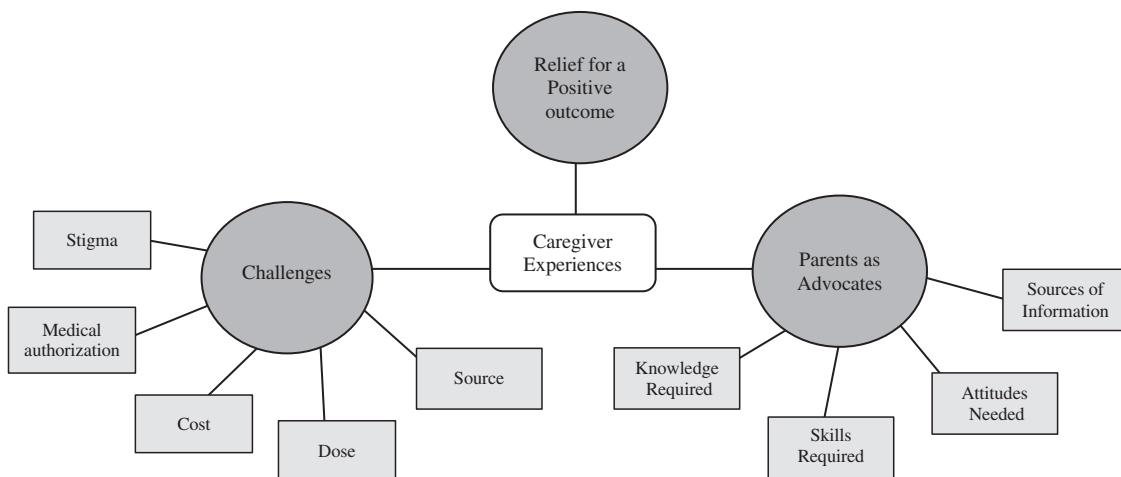 Relief for a
Positive
outcome
Caregiver
Experiences
Challenges
Stigma
Medical
authorization
Cost
Dose
Source
Parents as
Advocates
Knowledge
Required
Skills
Required
Attitudes
Needed
Sources of
Information